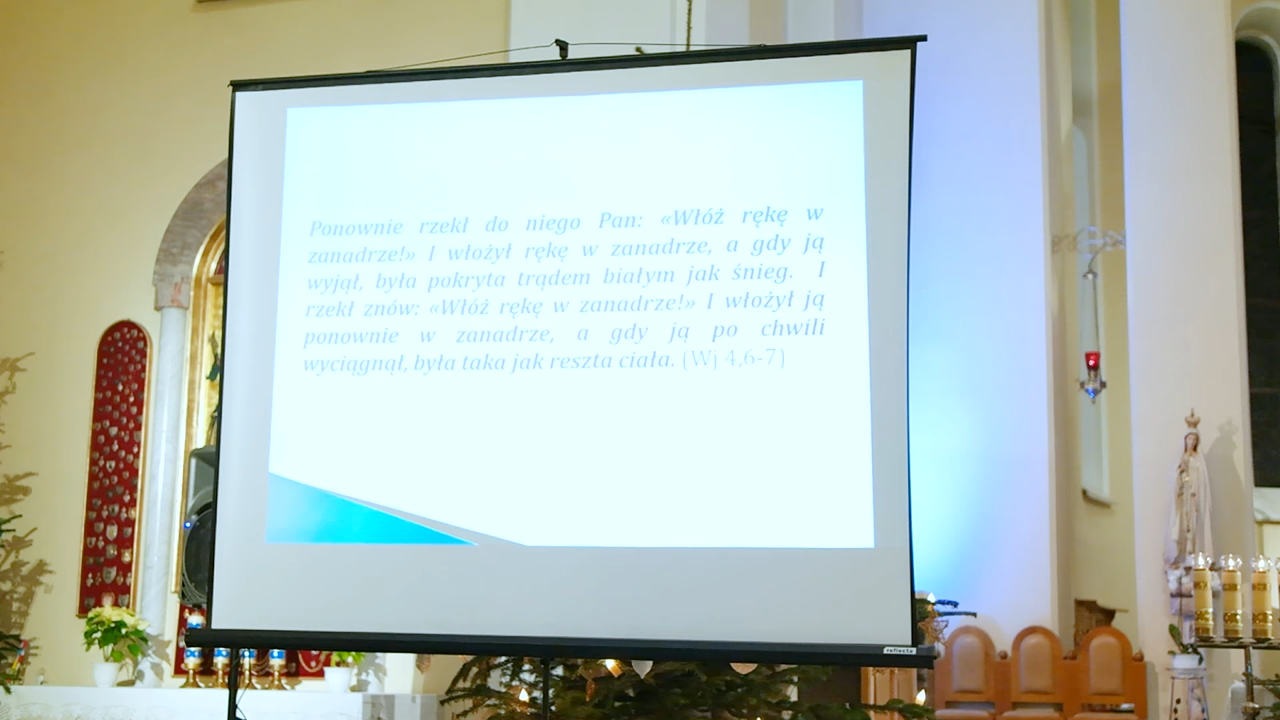 Ponownie rzekł do niego Pan: «Włóż rękę w
zanadrze!» I włożył rękę w zanadrze, a gdy ją
wyjął, była pokryta trądem białym jak śnieg. I
rzekł znów: «Włóż rękę w zanadrze!» I włożył ją
ponownie w zanadrze, a gdy ją po chwili
wyciągnął, była taka jak reszta ciała. (Wj 4,6-7)
reflecta